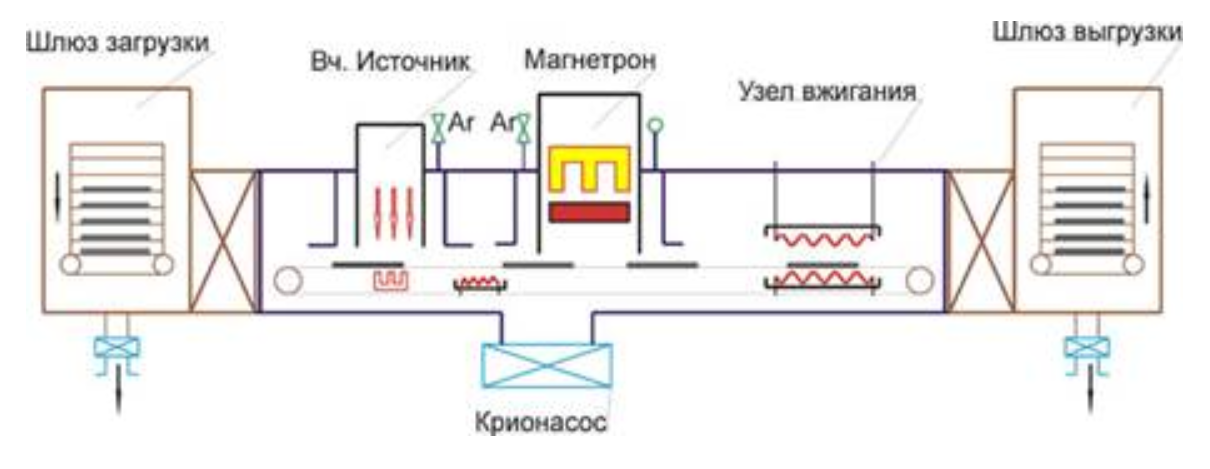 Шлюз загрузки
Вч. Источник
Магнетрон
Узел вжигания
Шлюз выгрузки
Ar
Ar
Крионасос